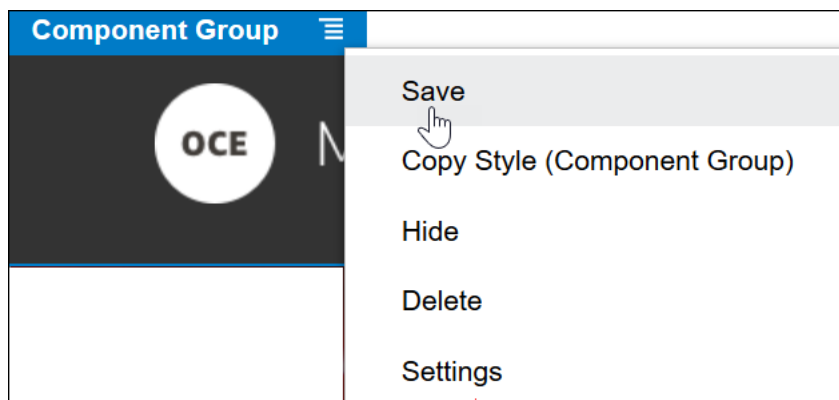 Component Group
Save
OCE
Copy Style (Component Group)
Hide
Delete
Settings